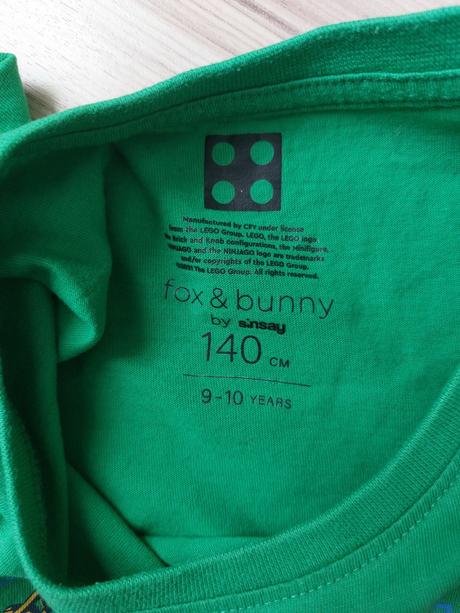 Manufactured by CFY under license
from the LEGO Group. LEGO, the LEGO logo,
the Brick and Knob configurations, the Minifigure,
NINJAGO and the NINJAGO logo are trademarks
and/or copyrights of the LEGO Group.
©2021 The LEGO Group. All rights reserved.
fox & bunny
by sinsay
140 CM
9-10 YEARS